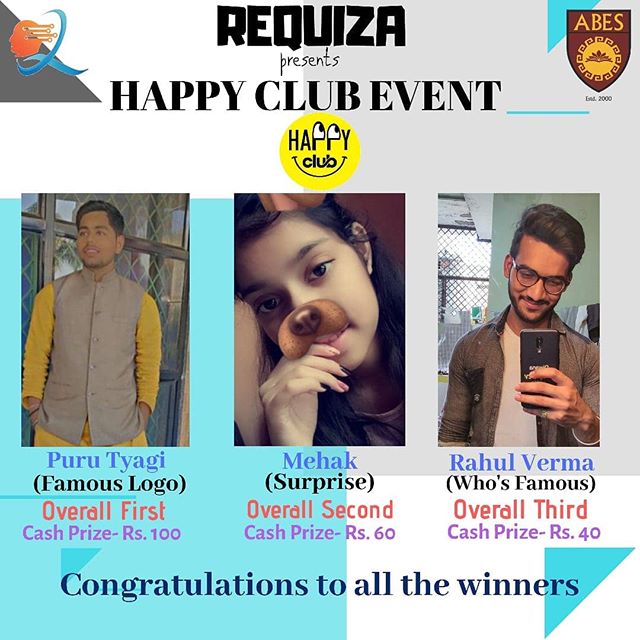 REQUIZA
presents
HAPPY CLUB EVENT
ABES
Estd. 2000
HAPPY
club
Puru Tyagi
(Famous Logo)
Overall First
Cash Prize- Rs. 100
Mehak
(Surprise)
Overall Second
Cash Prize- Rs. 60
Rahul Verma
(Who's Famous)
Overall Third
Cash Prize- Rs. 40
Congratulations to all the winners